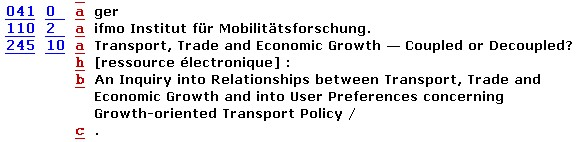 041 0 a ger
110 2 a ifmo Institut für Mobilitätsforschung.
245 10 a Transport, Trade and Economic Growth — Coupled or Decoupled?
h [ressource électronique] :
b An Inquiry into Relationships between Transport, Trade and
Economic Growth and into User Preferences concerning
Growth-oriented Transport Policy /
c .